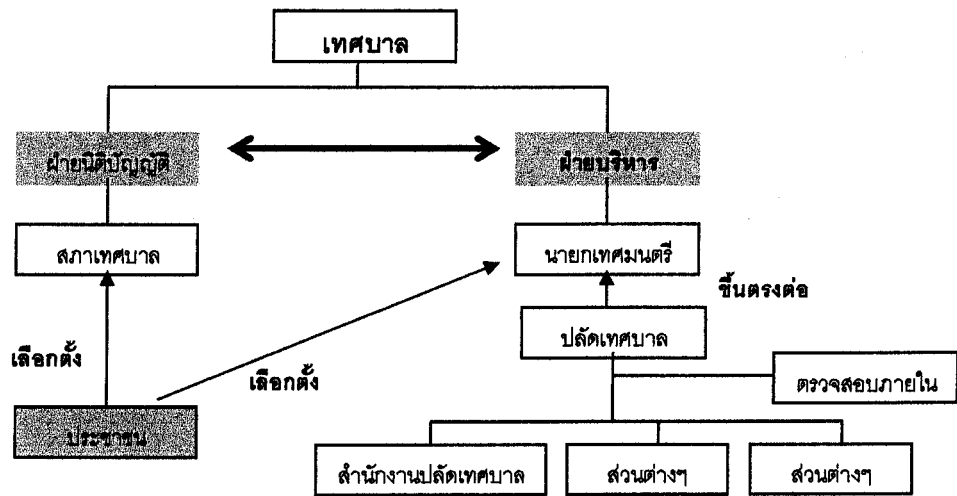 เทศบาล
ฝ่ายนิติบัญญัติ
ฝ่ายบริหาร
สภาเทศบาล
นายกเทศมนตรี
ขึ้นตรงต่อ
ปลัดเทศบาล
เลือกตั้ง
เลือกตั้ง
ตรวจสอบภายใน
ประชาชน
สำนักงานปลัดเทศบาล
ส่วนต่างๆ
ส่วนต่างๆ